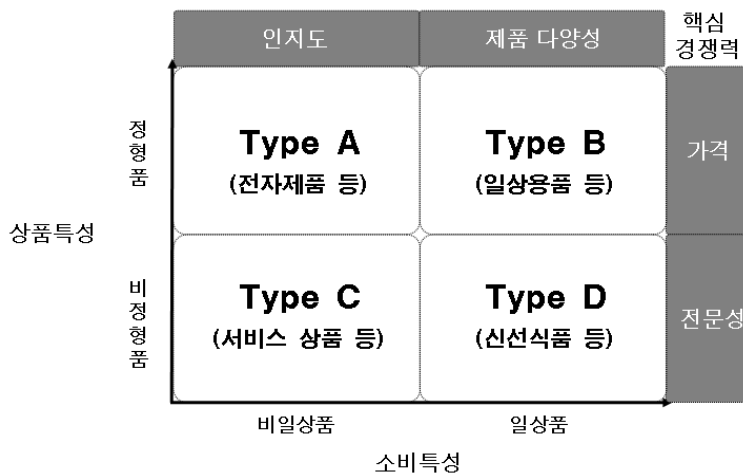 인지도
제품 다양성
핵심
경쟁력
정형품
Type A
(전자제품 등)
Type B
(일상용품 등)
가격
상품특성
비정형품
Type C
(서비스 상품 등)
Type D
(신선식품 등)
전문성
비일상품
일상품
소비특성